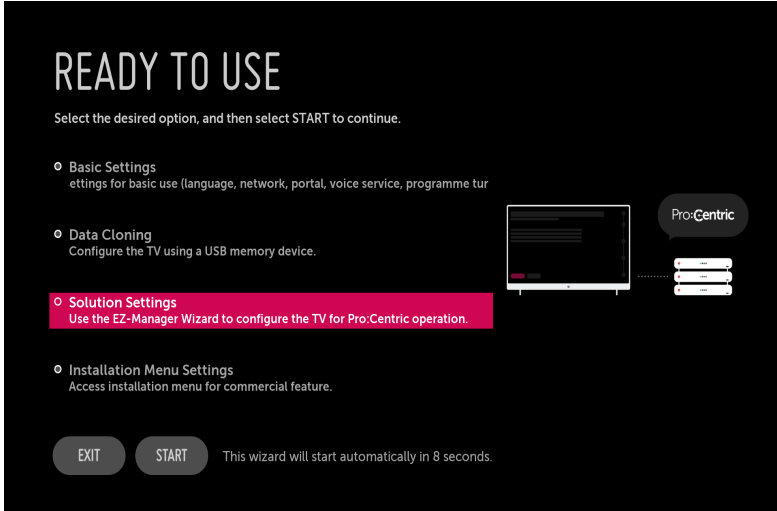 READY TO USE
Select the desired option, and then select START to continue.
Basic Settings
ettings for basic use (language, network, portal, voice service, programme tur
Data Cloning
Configure the TV using a USB memory device.
Pro:Centric
Solution Settings
Use the EZ-Manager Wizard to configure the TV for Pro:Centric operation.
Installation Menu Settings
Access installation menu for commercial feature.
EXIT START This wizard will start automatically in 8 seconds.